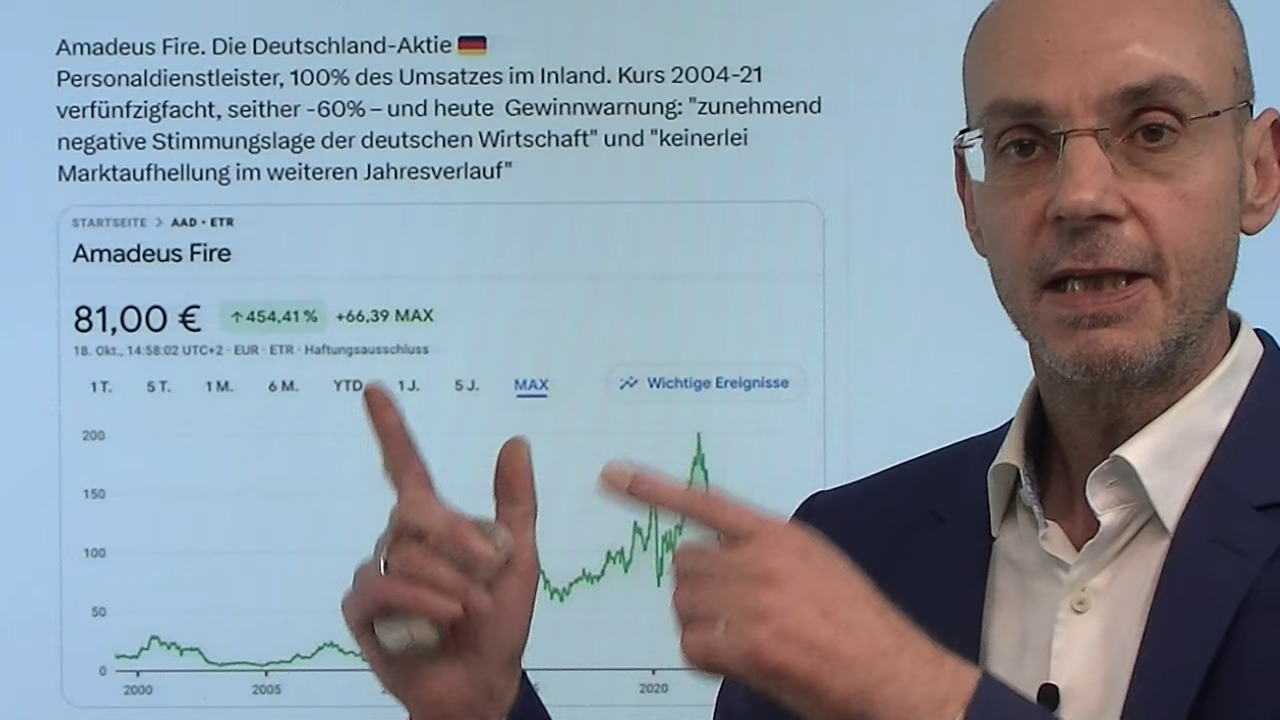 Amadeus Fire. Die Deutschland-Aktie 🇩🇪
Personaldienstleister, 100% des Umsatzes im Inland. Kurs 2004-21
verfünfzigfacht, seither -60% – und heute Gewinnwarnung: "zunehmend
negative Stimmungslage der deutschen Wirtschaft" und "keinerlei
Marktaufhellung im weiteren Jahresverlauf"
STARTSEITE > AAD • ETR
Amadeus Fire
81,00 € ↑454,41 % +66,39 MAX
18. Okt., 14:58:02 UTC+2 · EUR · ETR · Haftungsausschluss
1 T. 5 T. 1 M. 6 M. YTD 1 J. 5 J. MAX Wichtige Ereignisse
200
150
100
50
0
2000 2005 2020